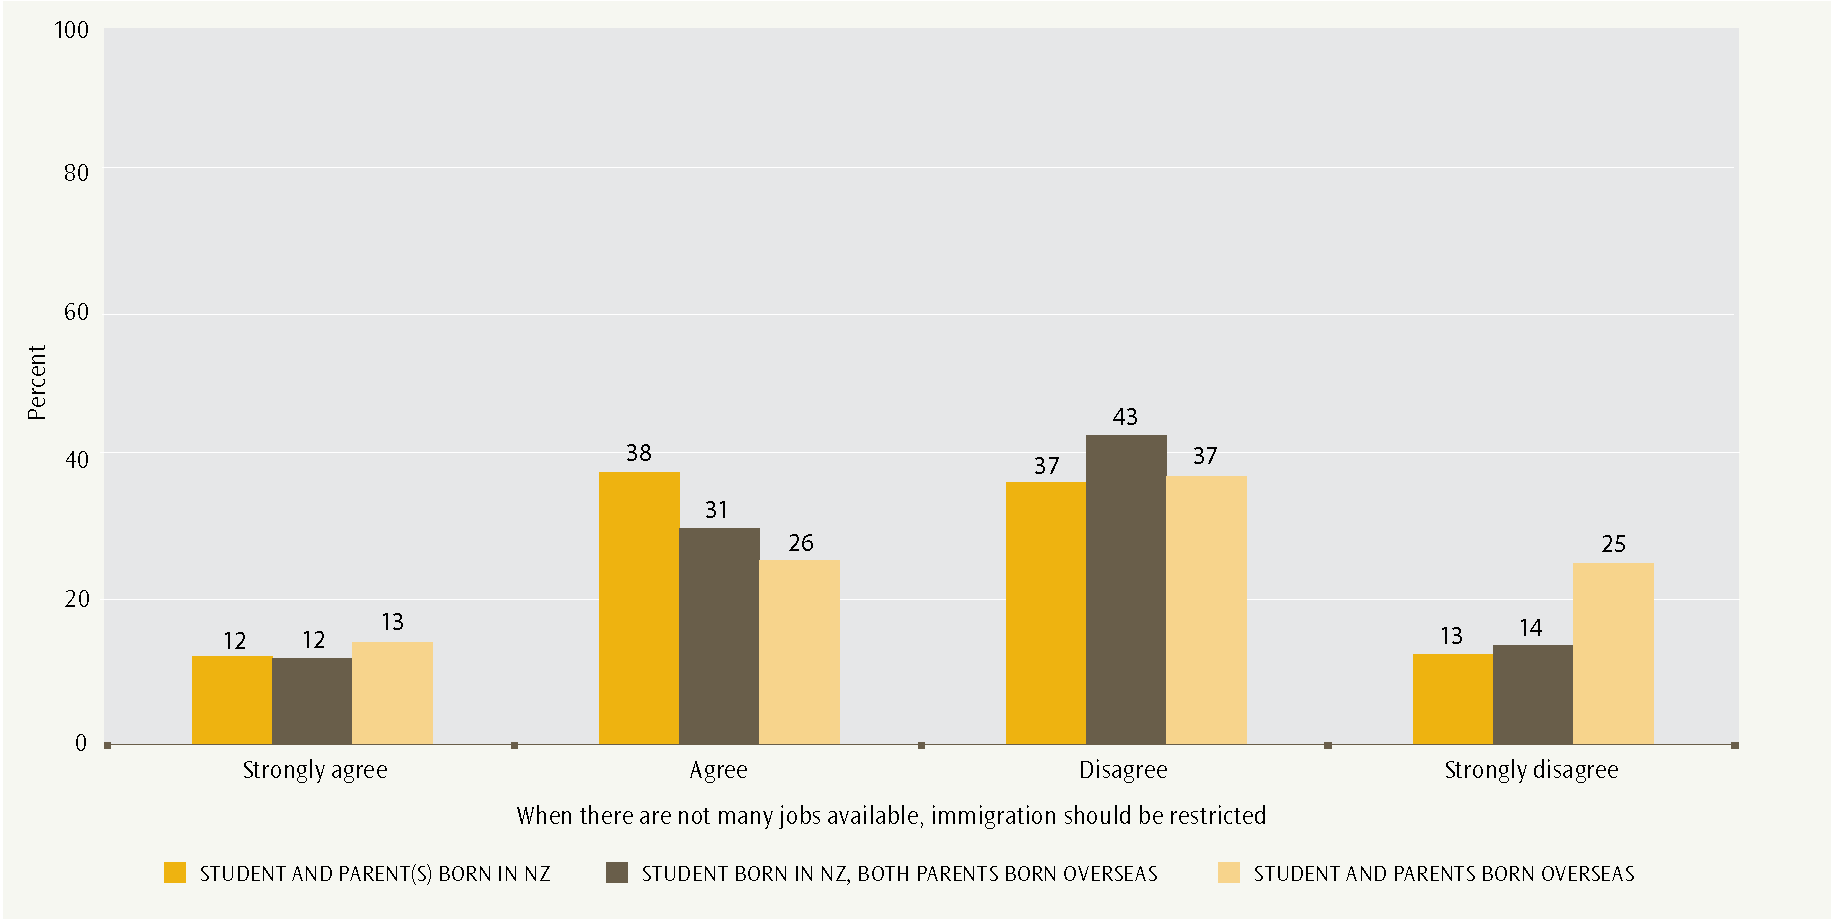 100
80
60
40
20
0
Percent
12
12
13
38
31
26
37
43
37
13
14
25
Strongly agree
Agree
Disagree
Strongly disagree
When there are not many jobs available, immigration should be restricted
STUDENT AND PARENT(S) BORN IN NZ
STUDENT BORN IN NZ, BOTH PARENTS BORN OVERSEAS
STUDENT AND PARENTS BORN OVERSEAS